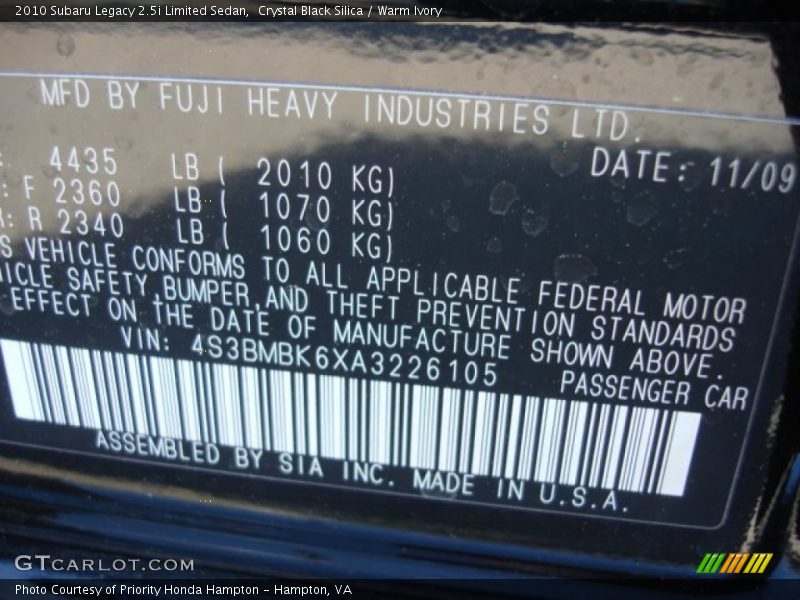 2010 Subaru Legacy 2.5i Limited Sedan,  Crystal Black Silica / Warm Ivory
MFD BY FUJI HEAVY INDUSTRIES LTD.
DATE: 11/09
: 4435 LB ( 2010 KG)
: F 2360 LB ( 1070 KG)
: R 2340 LB ( 1060 KG)
S VEHICLE CONFORMS TO ALL APPLICABLE FEDERAL MOTOR
ICLE SAFETY BUMPER,AND THEFT PREVENTION STANDARDS
EFFECT ON THE DATE OF MANUFACTURE SHOWN ABOVE.
VIN: 4S3BMBK6XA3226105 PASSENGER CAR
ASSEMBLED BY SIA INC. MADE IN U.S.A.
GTCARLOT.COM
Photo Courtesy of Priority Honda Hampton – Hampton, VA